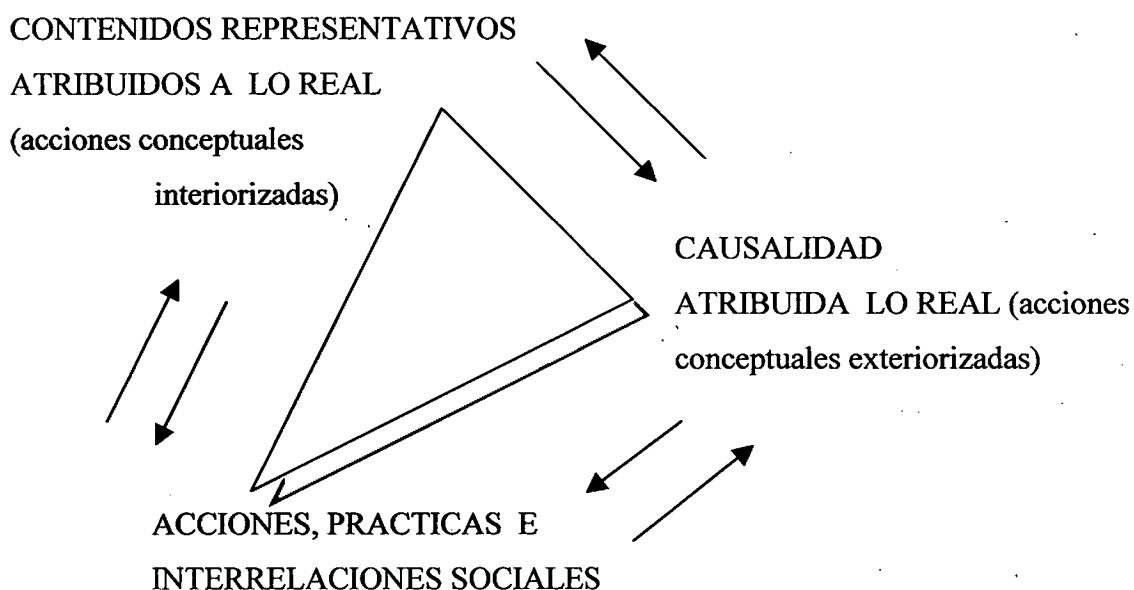 CONTENIDOS REPRESENTATIVOS
ATRIBUIDOS A LO REAL
(acciones conceptuales
interiorizadas)
CAUSALIDAD
ATRIBUIDA LO REAL (acciones
conceptuales exteriorizadas)
ACCIONES, PRACTICAS E
INTERRELACIONES SOCIALES